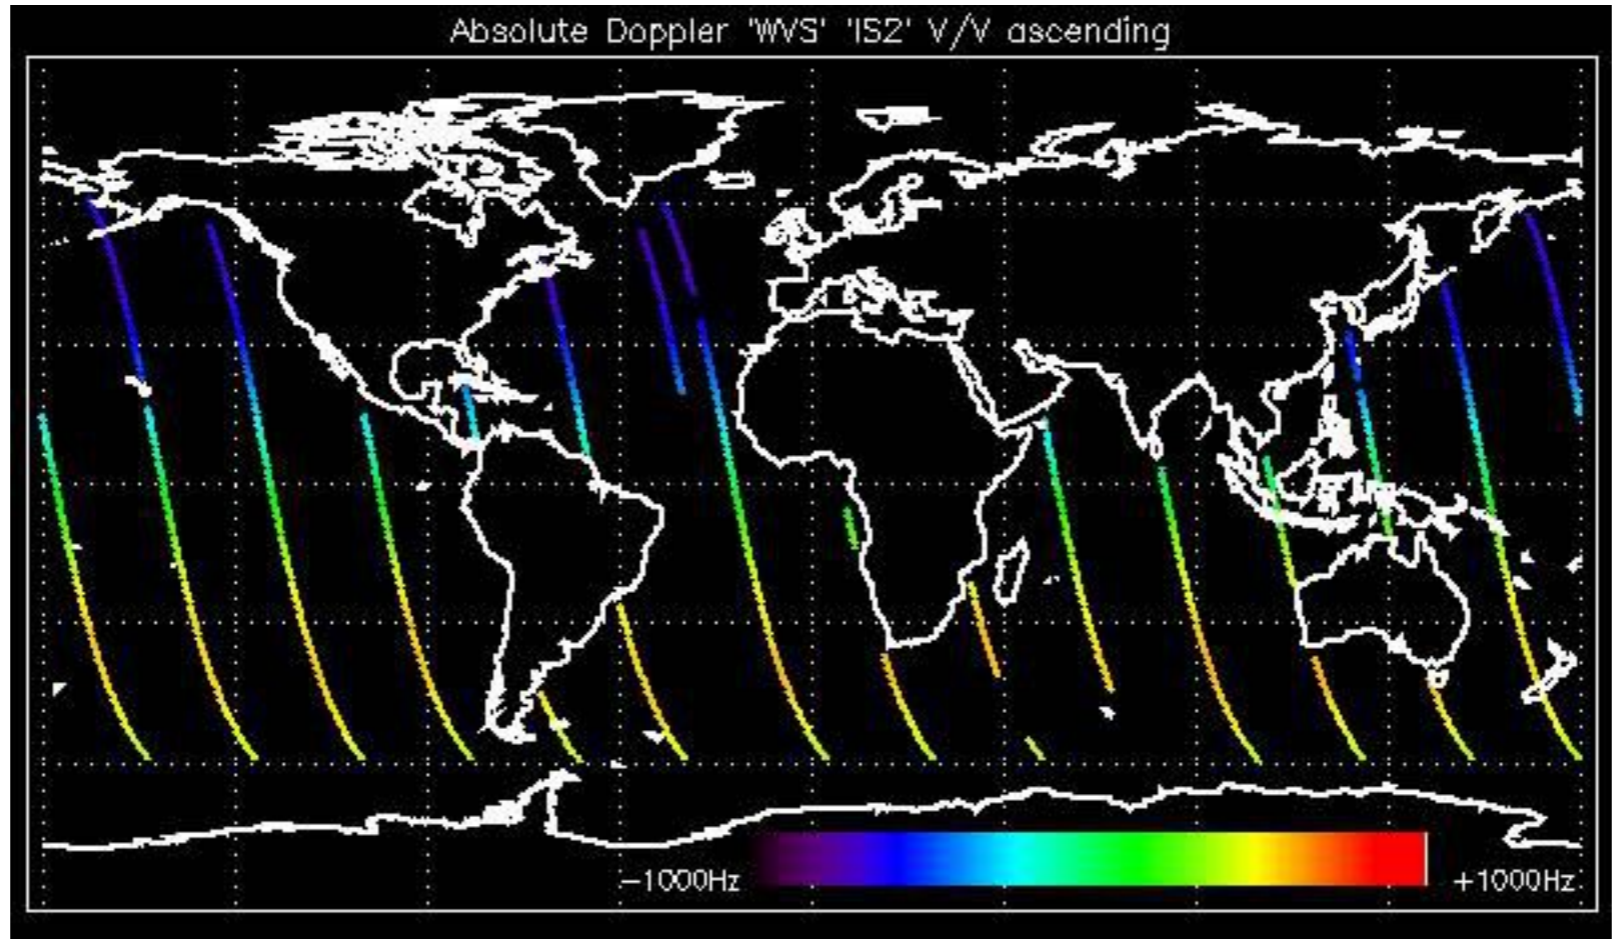 Absolute Doppler 'WVS' 'IS2' V/V ascending
−1000Hz +1000Hz